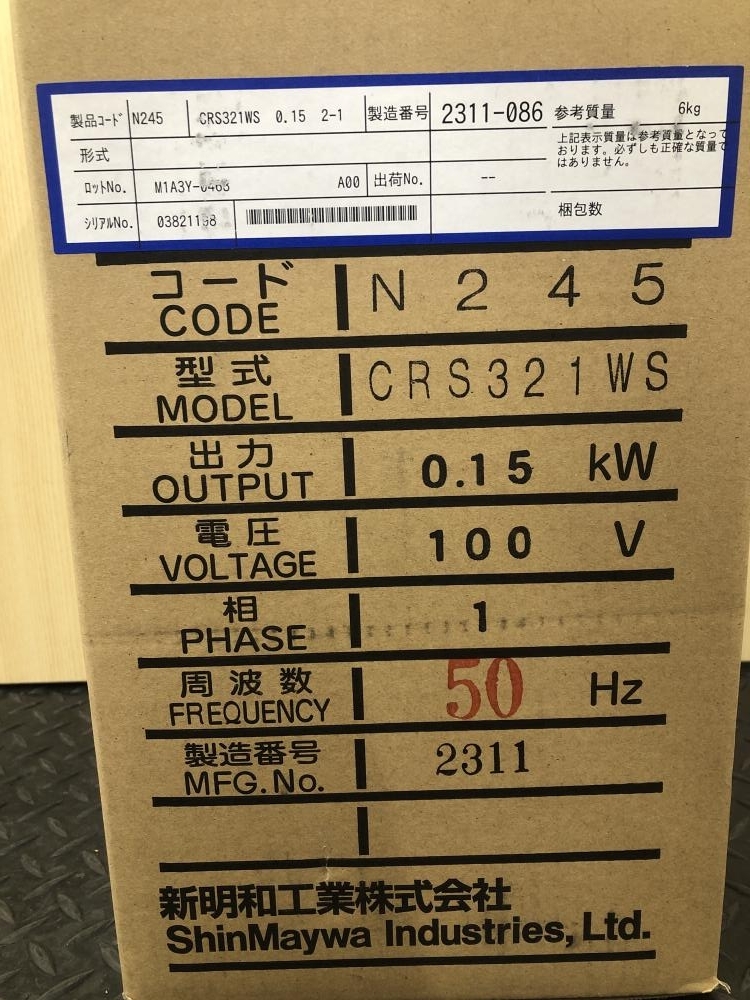 製品コード N245 CRS321WS 0.15 2-1 製造番号 2311-086 参考質量 6kg
形式
上記表示質量は参考質量となって
おります。必ずしも正確な質量で
はありません。
ロットNo. A00 出荷No. --
シリアルNo. 梱包数
コード N245
CODE
型式 CRS321WS
MODEL
出力 0.15 kW
OUTPUT
電圧 100 V
VOLTAGE
相 1
PHASE
周波数 50 Hz
FREQUENCY
製造番号 2311
MFG.No.
新明和工業株式会社
ShinMaywa Industries, Ltd.